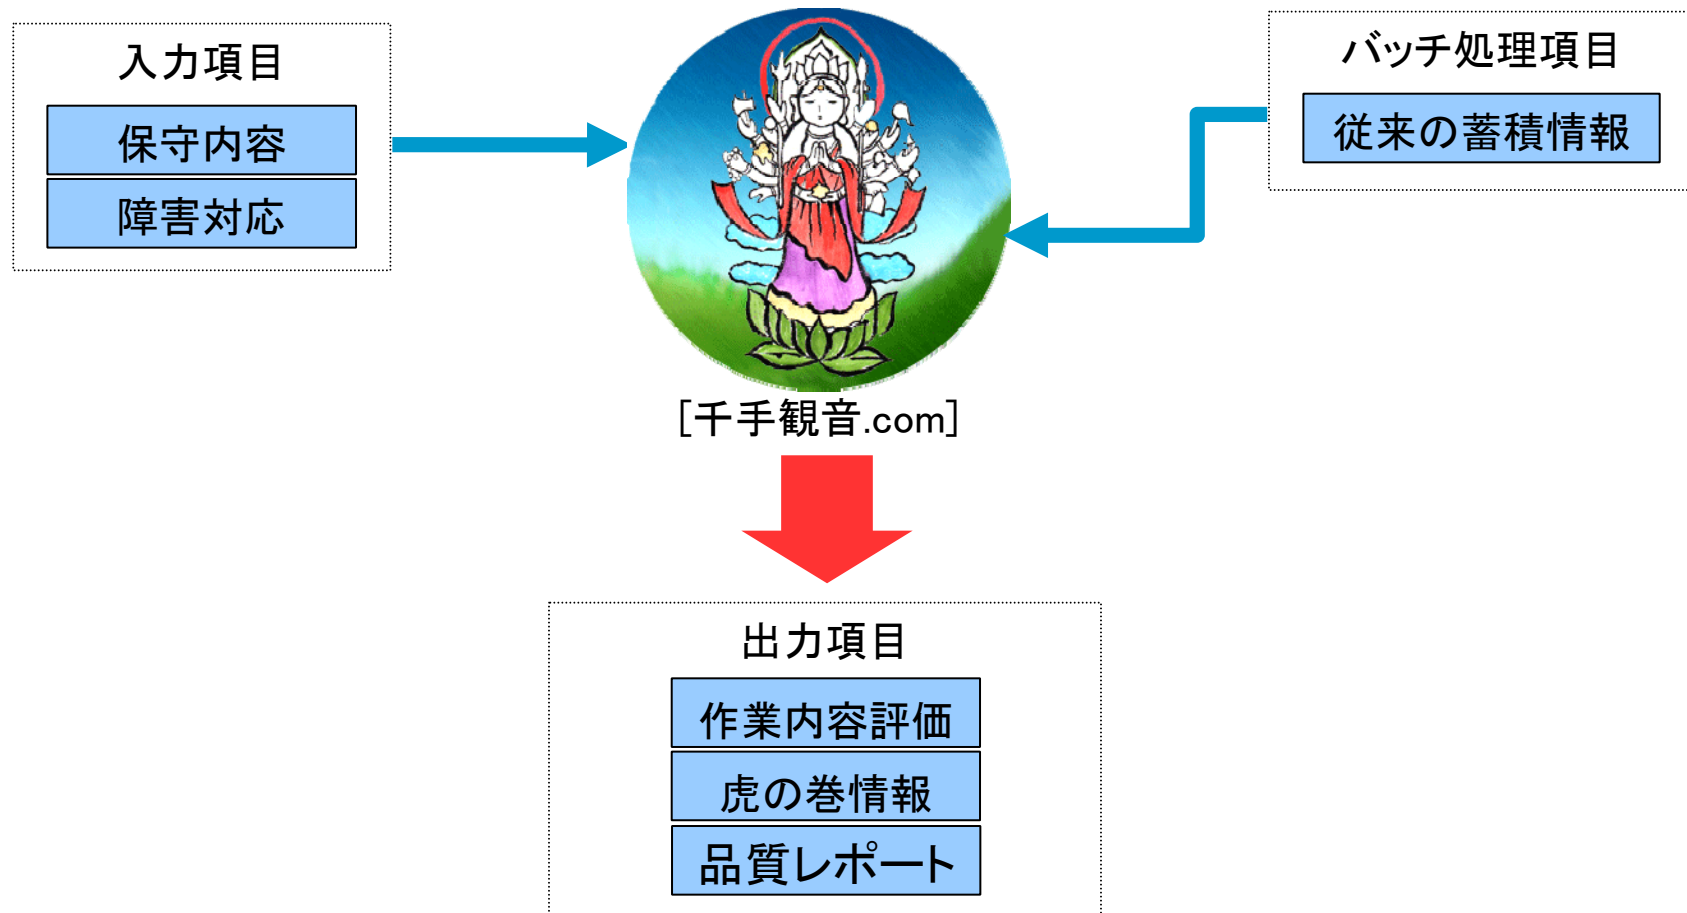 入力項目
保守内容
障害対応
バッチ処理項目
従来の蓄積情報
[千手観音.com]
出力項目
作業内容評価
虎の巻情報
品質レポート